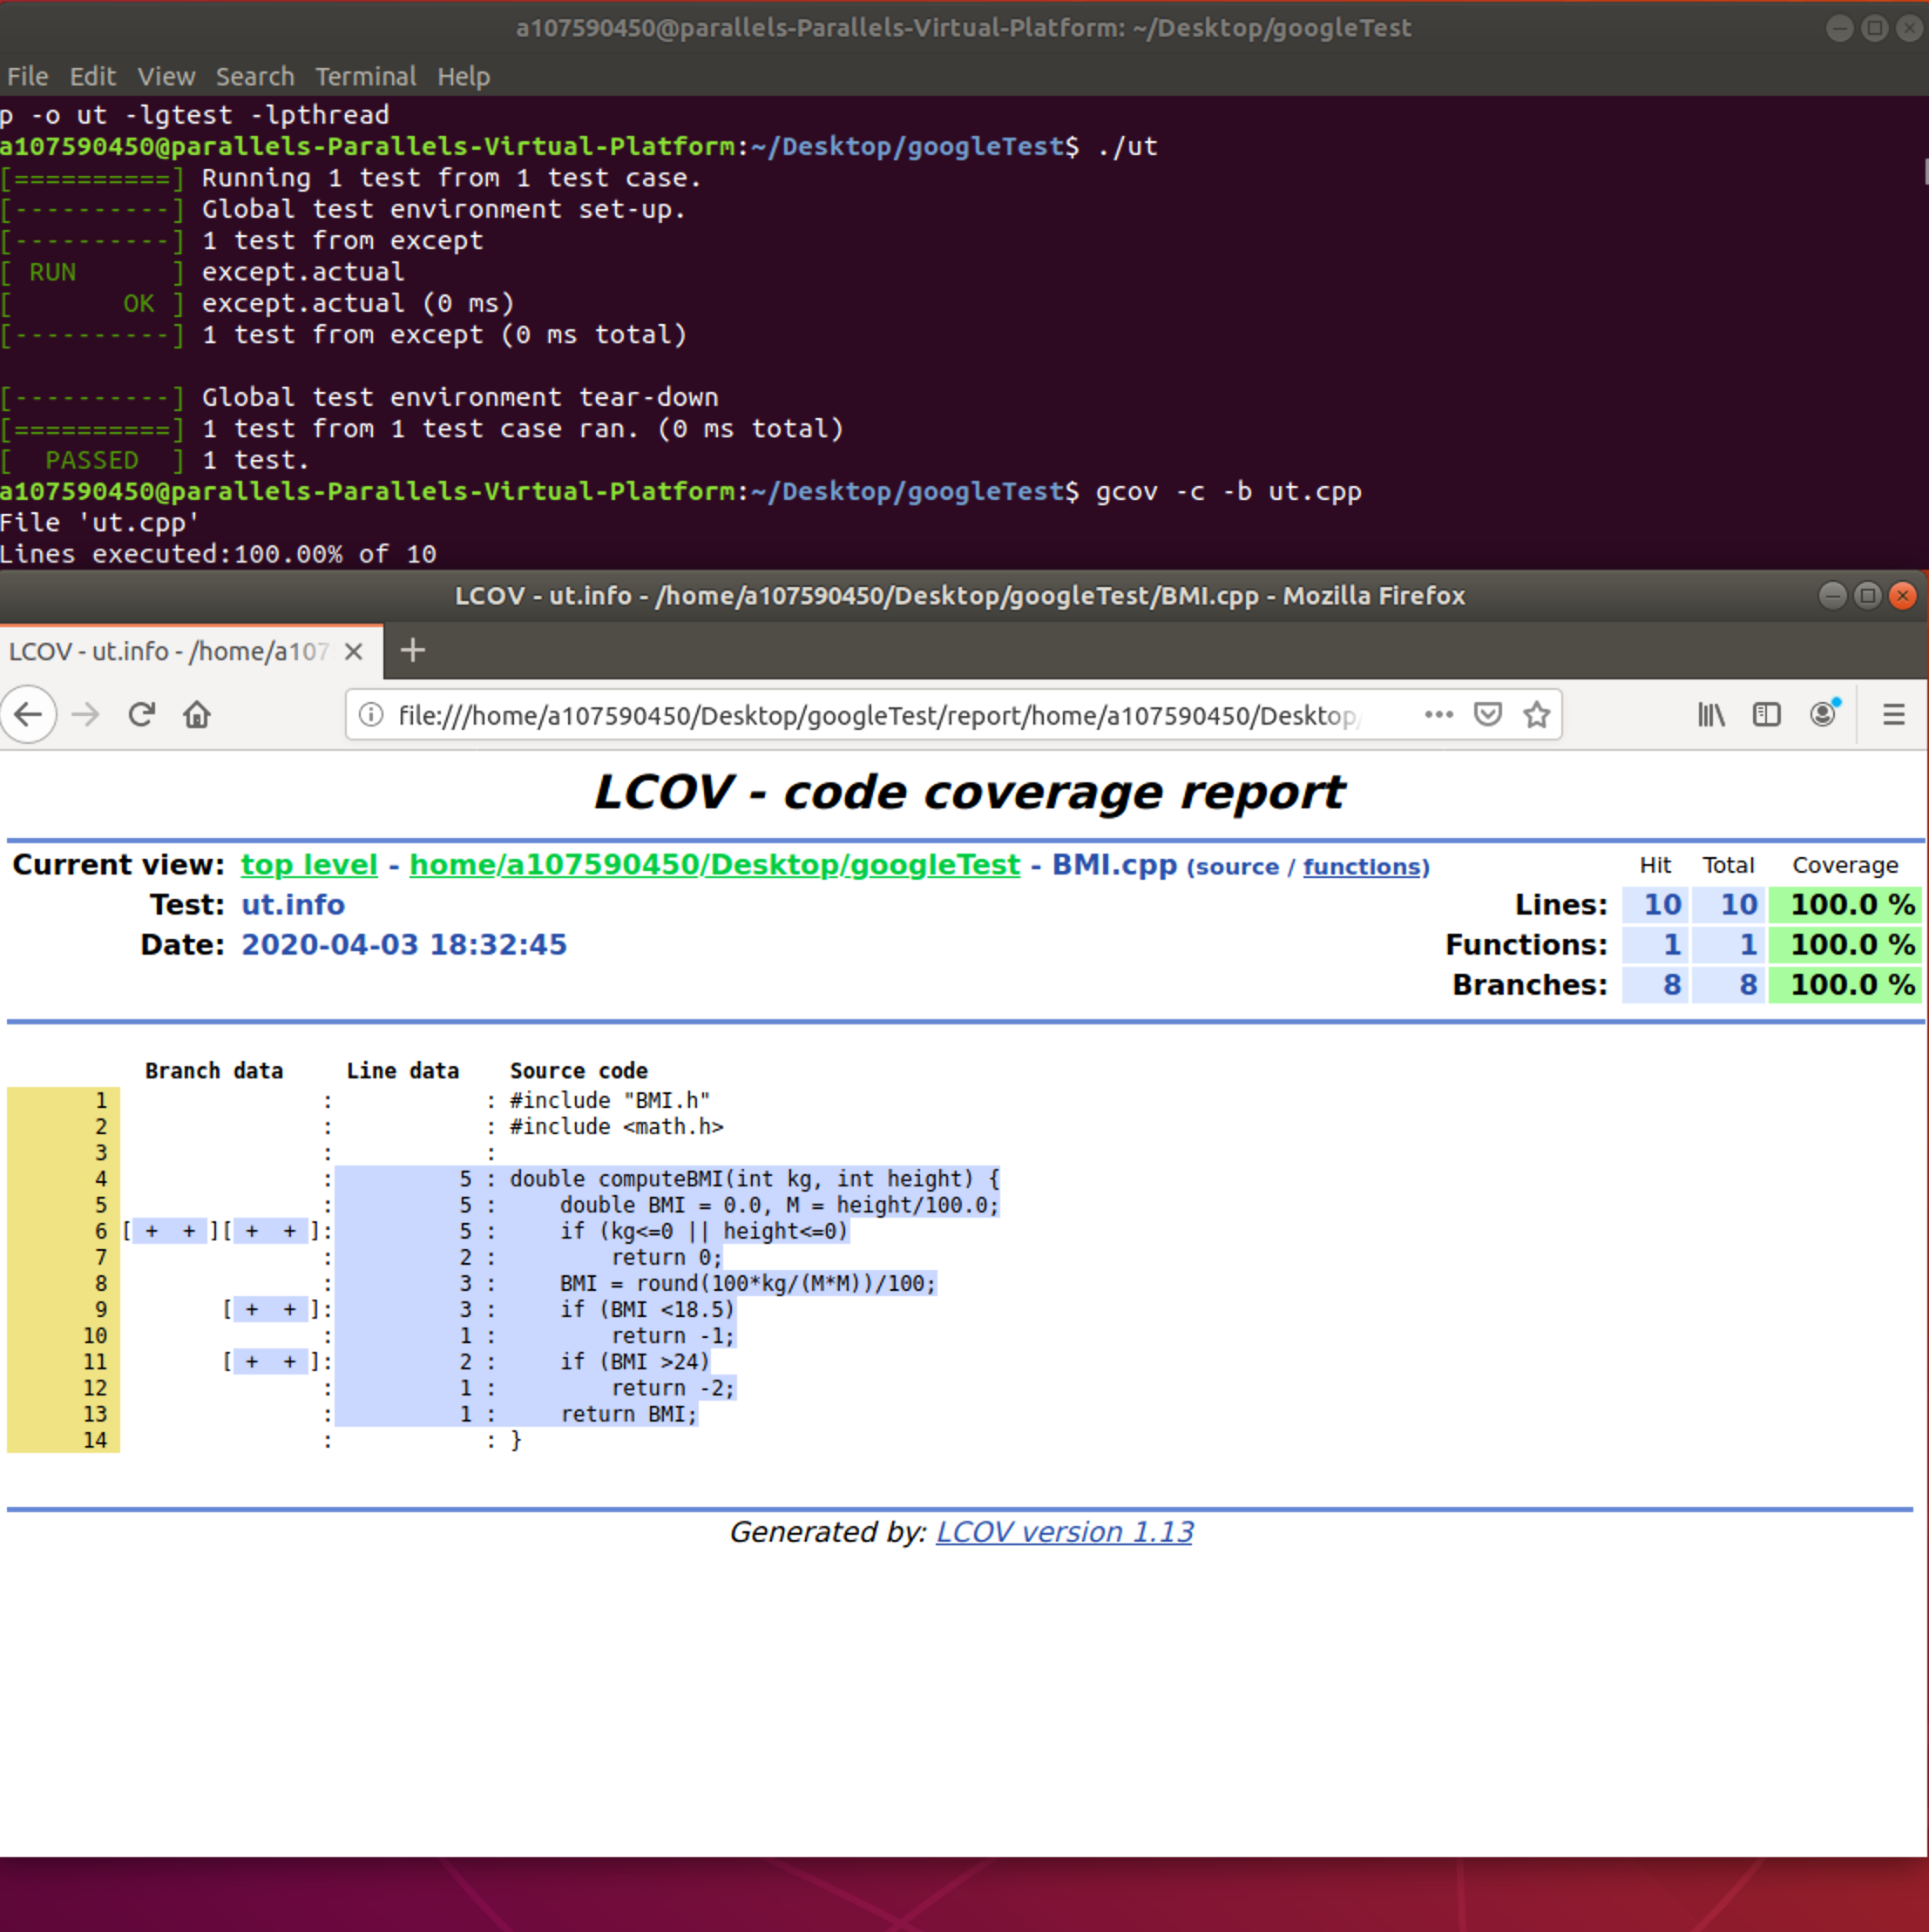 a107590450@parallels-Parallels-Virtual-Platform: ~/Desktop/googleTest
File Edit View Search Terminal Help
p -o ut -lgtest -lpthread
a107590450@parallels-Parallels-Virtual-Platform:~/Desktop/googleTest$ ./ut
[==========] Running 1 test from 1 test case.
[----------] Global test environment set-up.
[----------] 1 test from except
[ RUN      ] except.actual
[       OK ] except.actual (0 ms)
[----------] 1 test from except (0 ms total)
[----------] Global test environment tear-down
[==========] 1 test from 1 test case ran. (0 ms total)
[  PASSED  ] 1 test.
a107590450@parallels-Parallels-Virtual-Platform:~/Desktop/googleTest$ gcov -c -b ut.cpp
File 'ut.cpp'
Lines executed:100.00% of 10
LCOV - ut.info - /home/a107590450/Desktop/googleTest/BMI.cpp - Mozilla Firefox
LCOV - ut.info - /home/a107
file:///home/a107590450/Desktop/googleTest/report/home/a107590450/Desktop/
LCOV - code coverage report
Current view: top level - home/a107590450/Desktop/googleTest - BMI.cpp (source / functions) Hit Total Coverage
Test: ut.info Lines: 10 10 100.0 %
Date: 2020-04-03 18:32:45 Functions: 1 1 100.0 %
Branches: 8 8 100.0 %
Branch data Line data Source code
1 : : #include "BMI.h"
2 : : #include <math.h>
3 : :
4 : 5 : double computeBMI(int kg, int height) {
5 : 5 :     double BMI = 0.0, M = height/100.0;
6 [ + + ][ + + ]: 5 :     if (kg<=0 || height<=0)
7 : 2 :         return 0;
8 : 3 :     BMI = round(100*kg/(M*M))/100;
9 [ + + ]: 3 :     if (BMI <18.5)
10 : 1 :         return -1;
11 [ + + ]: 2 :     if (BMI >24)
12 : 1 :         return -2;
13 : 1 :     return BMI;
14 : : }
Generated by: LCOV version 1.13